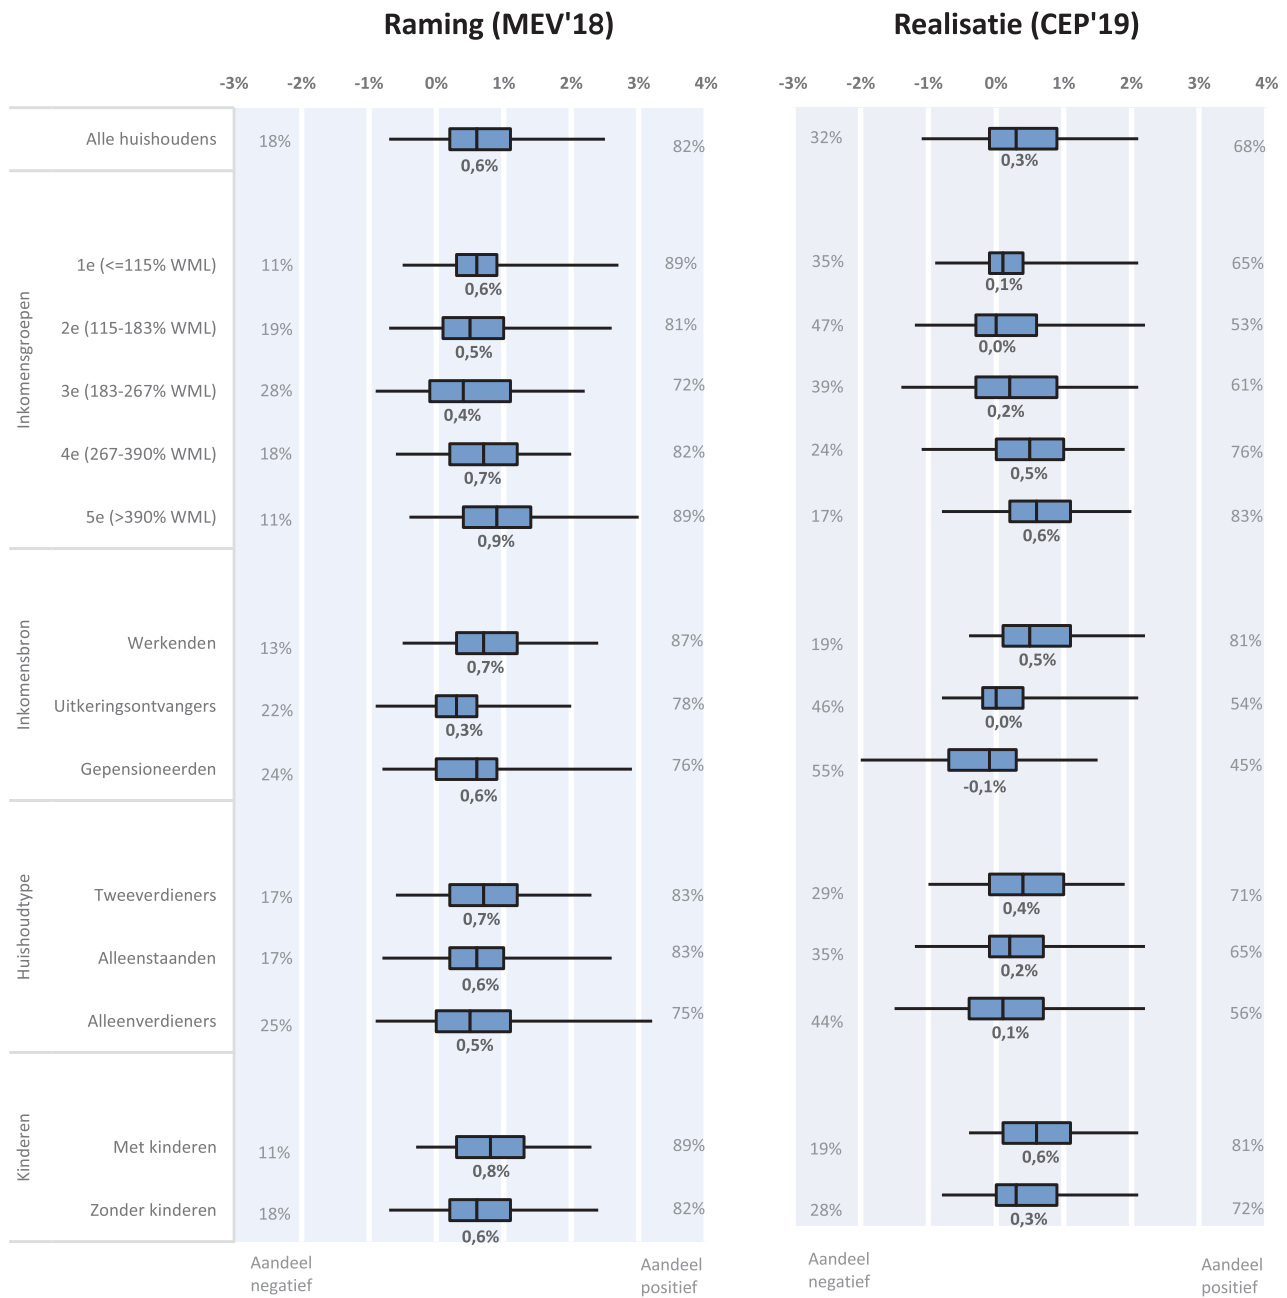 Raming (MEV'18) Realisatie (CEP'19)
-3% -2% -1% 0% 1% 2% 3% 4% -3% -2% -1% 0% 1% 2% 3% 4%
Alle huishoudens 18% 82% 32% 68%
0,6% 0,3%
Inkomensgroepen
1e (<=115% WML) 11% 89% 35% 65%
0,6% 0,1%
2e (115-183% WML) 19% 81% 47% 53%
0,5% 0,0%
3e (183-267% WML) 28% 72% 39% 61%
0,4% 0,2%
4e (267-390% WML) 18% 82% 24% 76%
0,7% 0,5%
5e (>390% WML) 11% 89% 17% 83%
0,9% 0,6%
Inkomensbron
Werkenden 13% 87% 19% 81%
0,7% 0,5%
Uitkeringsontvangers 22% 78% 46% 54%
0,3% 0,0%
Gepensioneerden 24% 76% 55% 45%
0,6% -0,1%
Huishoudtype
Tweeverdieners 17% 83% 29% 71%
0,7% 0,4%
Alleenstaanden 17% 83% 35% 65%
0,6% 0,2%
Alleenverdieners 25% 75% 44% 56%
0,5% 0,1%
Kinderen
Met kinderen 11% 89% 19% 81%
0,8% 0,6%
Zonder kinderen 18% 82% 28% 72%
0,6% 0,3%
Aandeel Aandeel Aandeel Aandeel
negatief positief negatief positief